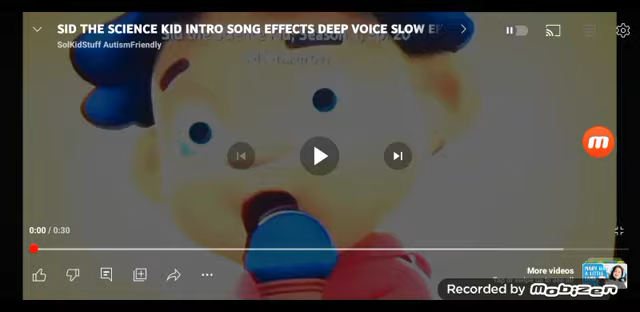 SID THE SCIENCE KID INTRO SONG EFFECTS DEEP VOICE SLOW EF
SolKidStuff AutismFriendly
0:00 / 0:30
More videos
Recorded by mobizen